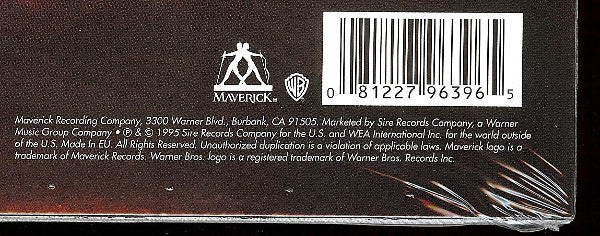 MAVERICK™
WB
0 81227 96396 5
Maverick Recording Company, 3300 Warner Blvd., Burbank, CA 91505. Marketed by Sire Records Company, a Warner
Music Group Company • ℗ & © 1995 Sire Records Company for the U.S. and WEA International Inc. for the world outside
of the U.S. Made In EU. All Rights Reserved. Unauthorized duplication is a violation of applicable laws. Maverick logo is a
trademark of Maverick Records. Warner Bros. logo is a registered trademark of Warner Bros. Records Inc.